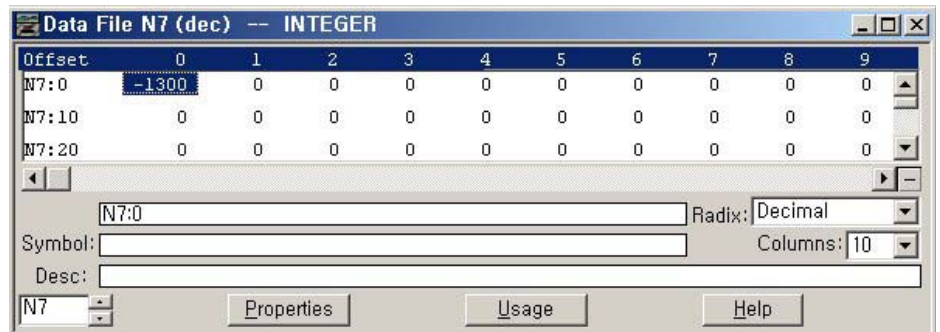 Data File N7 (dec) -- INTEGER
Offset 0 1 2 3 4 5 6 7 8 9
N7:0 -1300 0 0 0 0 0 0 0 0 0
N7:10 0 0 0 0 0 0 0 0 0 0
N7:20 0 0 0 0 0 0 0 0 0 0
N7:0 Radix: Decimal
Symbol: Columns: 10
Desc:
N7 Properties Usage Help